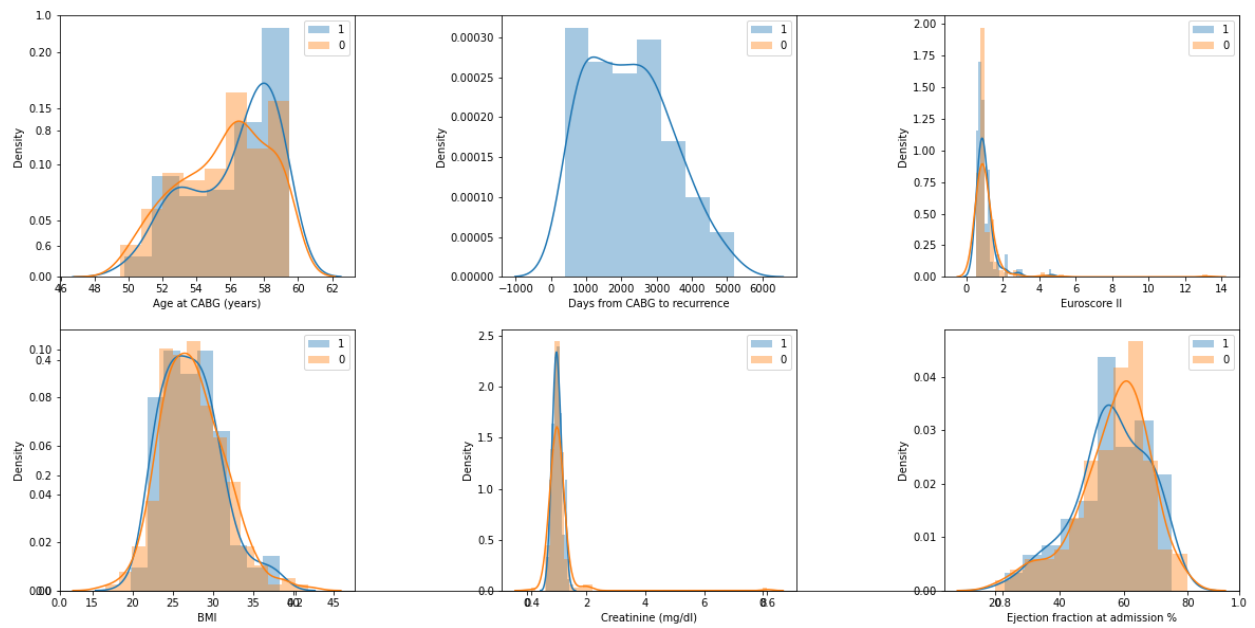 1.0
0.20
0.15
0.8
0.10
0.05
0.6
0.00
Density
1
0
46 48 50 52 54 56 58 60 62
Age at CABG (years)
0.00030
0.00025
0.00020
0.00015
0.00010
0.00005
0.00000
Density
−1000 0 1000 2000 3000 4000 5000 6000
Days from CABG to recurrence
2.00
1.75
1.50
1.25
1.00
0.75
0.50
0.25
0.00
Density
1
0
0 2 4 6 8 10 12 14
Euroscore II
0.10
0.4
0.08
0.06
0.2
0.04
0.02
Density
1
0
0.0 15 20 25 30 35 45
BMI
2.5
2.0
1.5
1.0
0.5
0.0
Density
1
0
0.4 2 4 6
Creatinine (mg/dl)
0.04
0.03
0.02
0.01
0.00
Density
1
0
20 0.8 60 80 1.0
Ejection fraction at admission %